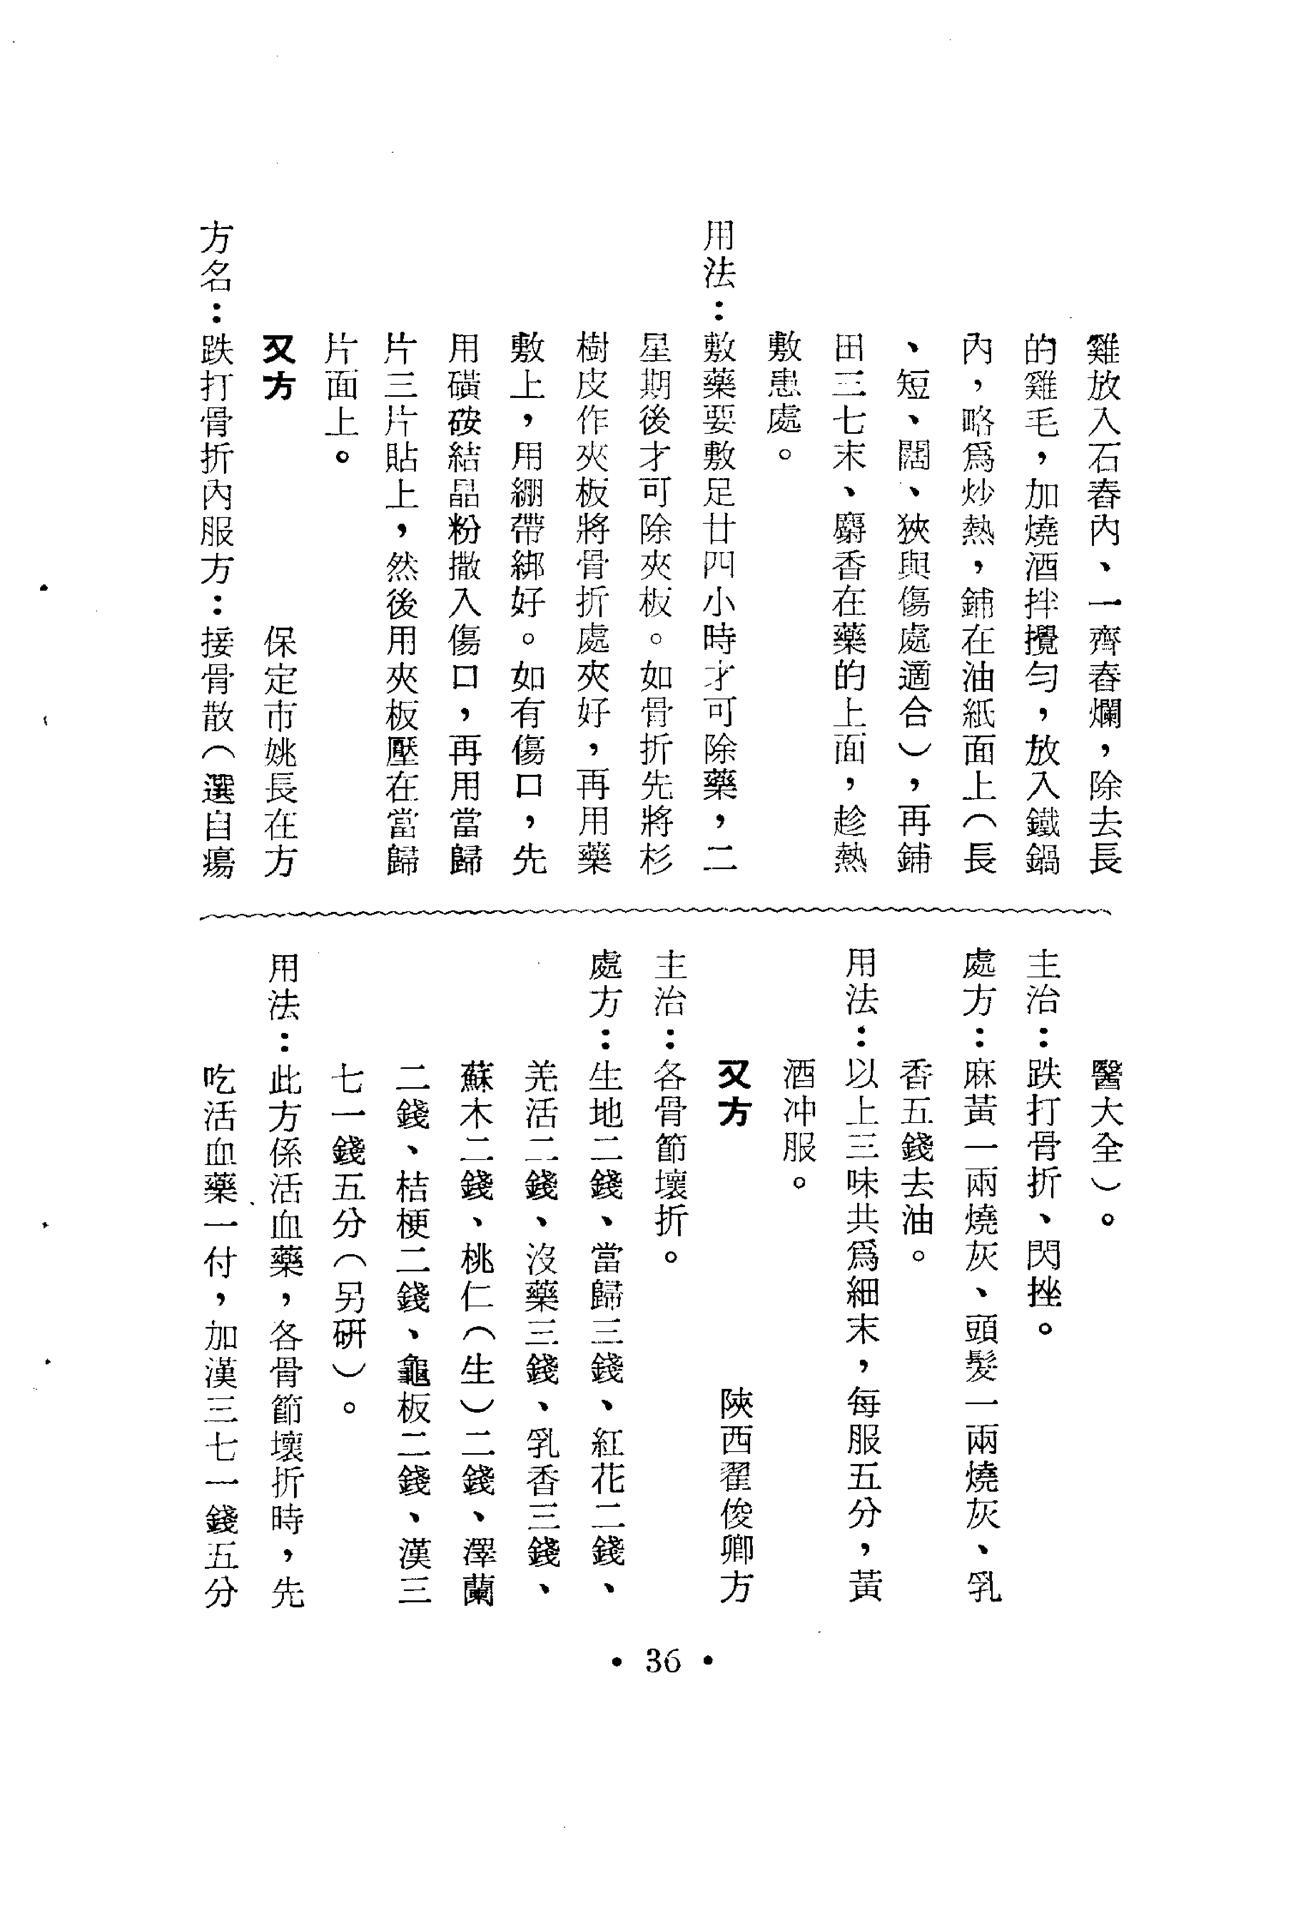 雞放入石舂內、一齊舂爛，除去長
的雞毛，加燒酒拌攪勻，放入鐵鍋
內，略爲炒熱，鋪在油紙面上（長
、短、闊、狹與傷處適合），再鋪
田三七末、麝香在藥的上面，趁熱
敷患處。
用法：敷藥要敷足廿四小時才可除藥，二
星期後才可除夾板。如骨折先將杉
樹皮作夾板將骨折處夾好，再用藥
敷上，用綳帶綁好。如有傷口，先
用磺硺結晶粉撒入傷口，再用當歸
片三片貼上，然後用夾板壓在當歸
片面上。
又方　保定市姚長在方
方名：跌打骨折內服方：接骨散（選自瘍
醫大全）。
主治：跌打骨折、閃挫。
處方：麻黃一兩燒灰、頭髮一兩燒灰、乳
香五錢去油。
用法：以上三味共爲細末，每服五分，黃
酒冲服。
又方　陝西翟俊卿方
主治：各骨節壞折。
處方：生地二錢、當歸三錢、紅花二錢、
羌活二錢、沒藥三錢、乳香三錢、
蘇木二錢、桃仁（生）二錢、澤蘭
二錢、桔梗二錢、龜板二錢、漢三
七一錢五分（另研）。
用法：此方係活血藥，各骨節壞折時，先
吃活血藥一付，加漢三七一錢五分
• 36 •